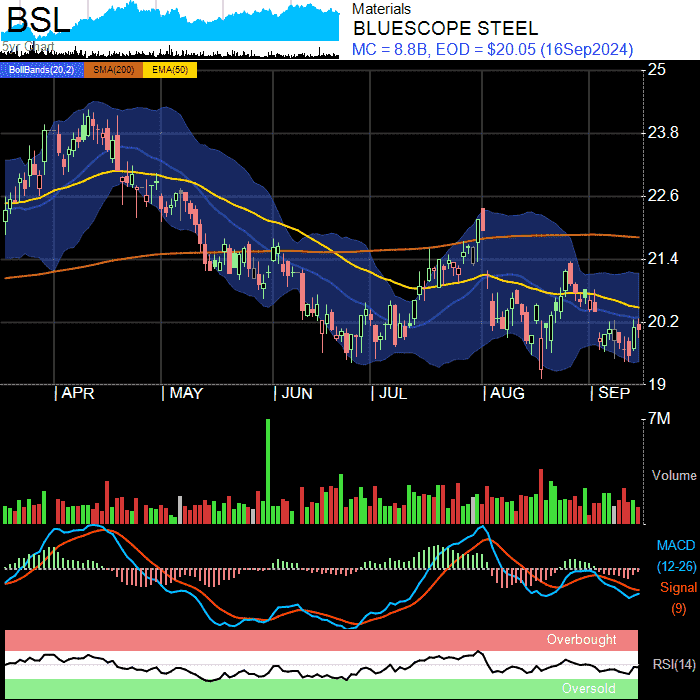 BSL
5yr Chart
Materials
BLUESCOPE STEEL
MC = 8.8B, EOD = $20.05 (16Sep2024)
BollBands(20,2) SMA(200) EMA(50)
25
23.8
22.6
21.4
20.2
19
APR MAY JUN JUL AUG SEP
7M
Volume
MACD
(12-26)
Signal
(9)
Overbought
RSI(14)
Oversold